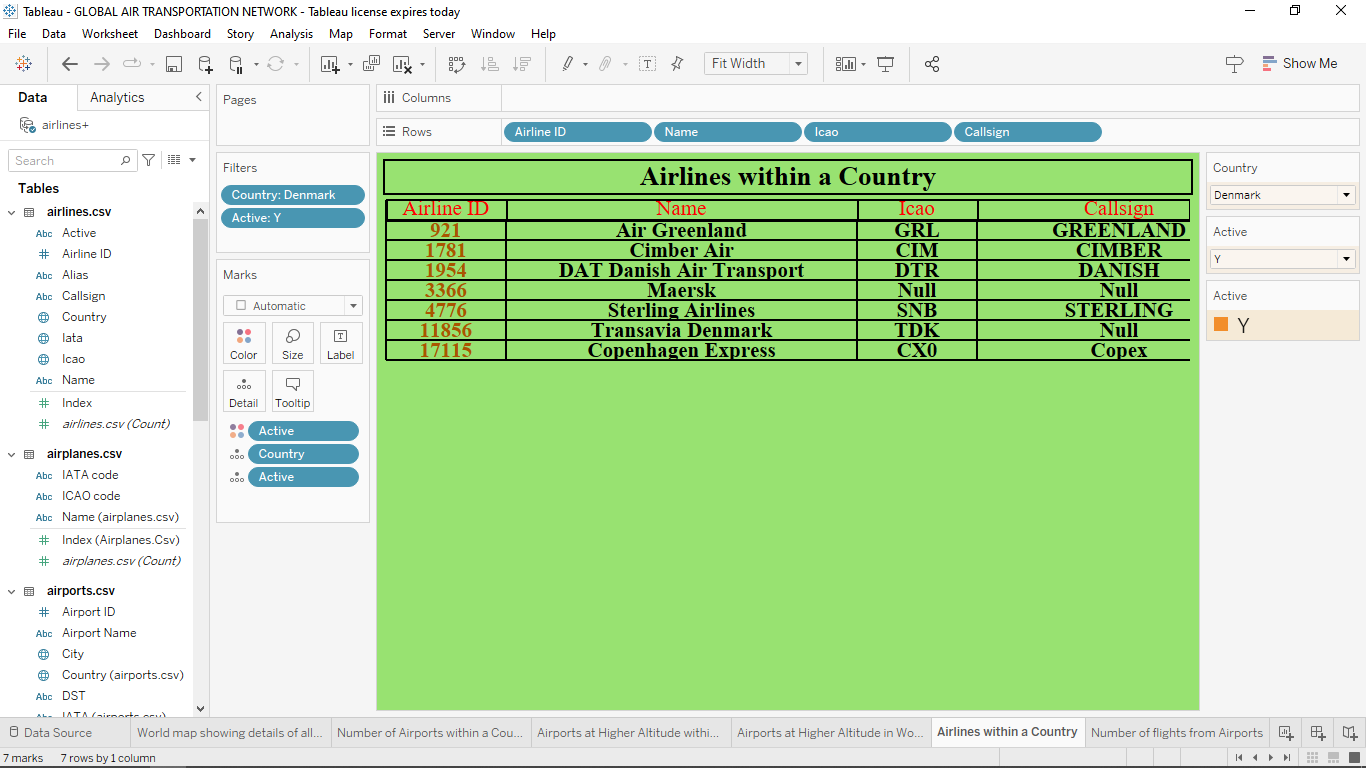 Tableau - GLOBAL AIR TRANSPORTATION NETWORK - Tableau license expires today
File Data Worksheet Dashboard Story Analysis Map Format Server Window Help
Fit Width
Show Me
Data Analytics
airlines+
Search
Tables
airlines.csv
Abc Active
# Airline ID
Abc Alias
Abc Callsign
Country
Iata
Icao
Abc Name
# Index
# airlines.csv (Count)
airplanes.csv
Abc IATA code
Abc ICAO code
Abc Name (airplanes.csv)
# Index (Airplanes.Csv)
# airplanes.csv (Count)
airports.csv
# Airport ID
Abc Airport Name
City
Country (airports.csv)
Abc DST
Abc IATA (airports.csv)
Pages
Filters
Country: Denmark
Active: Y
Marks
Automatic
Color Size Label
Detail Tooltip
Active
Country
Active
Columns
Rows Airline ID Name Icao Callsign
Airlines within a Country
Airline ID Name Icao Callsign
921 Air Greenland GRL GREENLAND
1781 Cimber Air CIM CIMBER
1954 DAT Danish Air Transport DTR DANISH
3366 Maersk Null Null
4776 Sterling Airlines SNB STERLING
11856 Transavia Denmark TDK Null
17115 Copenhagen Express CX0 Copex
Country
Denmark
Active
Y
Active
Y
Data Source World map showing details of all... Number of Airports within a Cou... Airports at Higher Altitude withi... Airports at Higher Altitude in Wo... Airlines within a Country Number of flights from Airports
7 marks 7 rows by 1 column